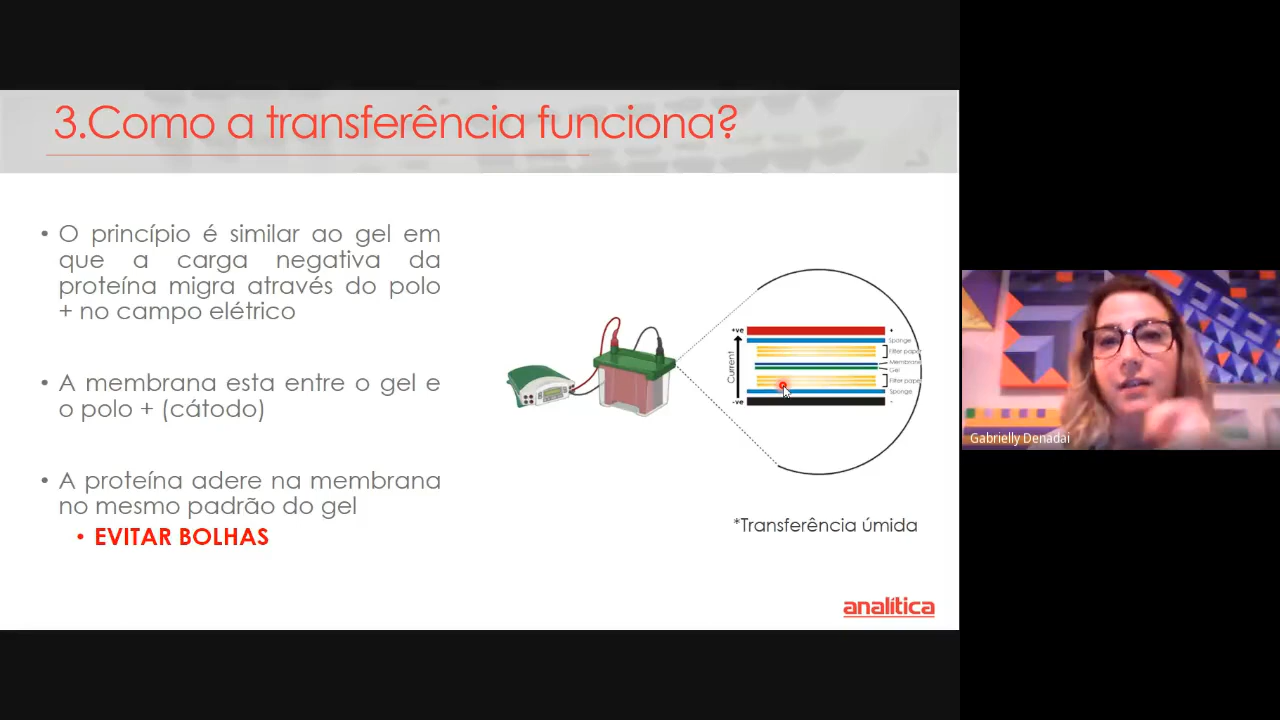 3.Como a transferência funciona?
• O princípio é similar ao gel em
que a carga negativa da
proteína migra através do polo
+ no campo elétrico
• A membrana esta entre o gel e
o polo + (cátodo)
• A proteína adere na membrana
no mesmo padrão do gel
• EVITAR BOLHAS
+ve
+
Sponge
Filter paper
Membrane
Gel
Filter paper
Sponge
-ve
-
Current
*Transferência úmida
analítica
Gabrielly Denadai